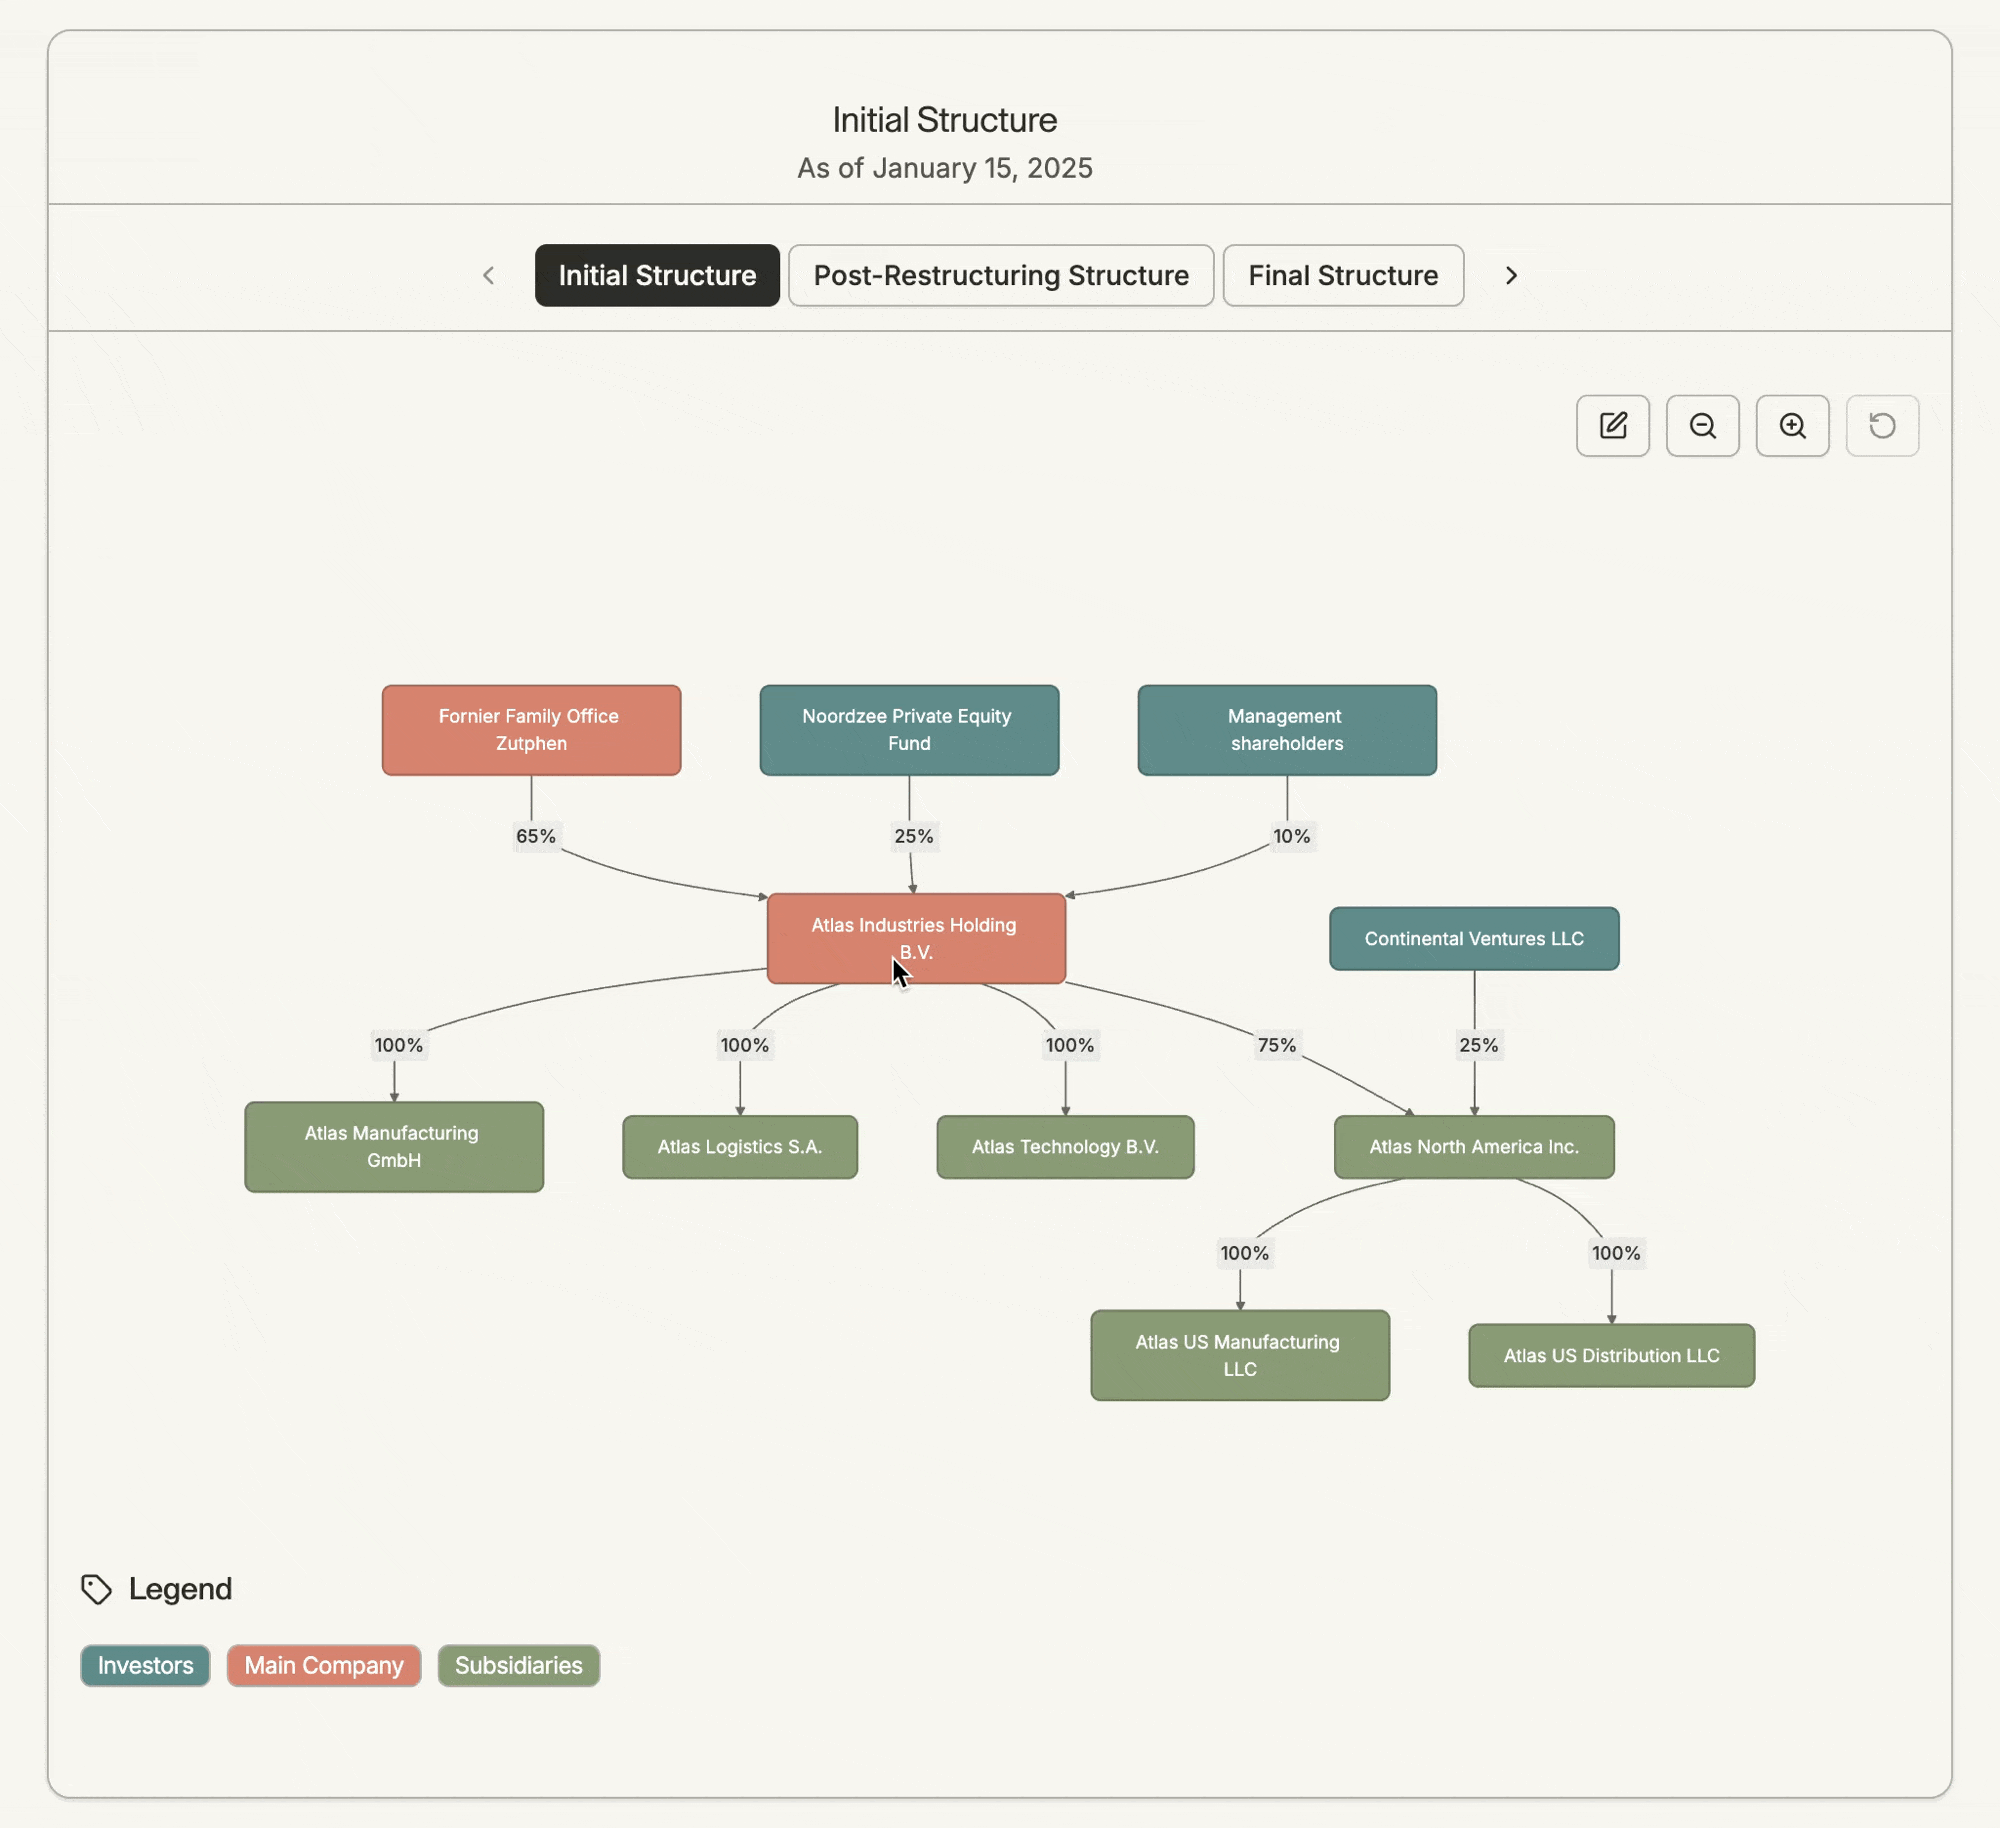 Initial Structure
As of January 15, 2025
Initial Structure
Post-Restructuring Structure
Final Structure
Fornier Family Office
Zutphen
Noordzee Private Equity
Fund
Management
shareholders
65%
25%
10%
Atlas Industries Holding
B.V.
Continental Ventures LLC
100%
100%
100%
75%
25%
Atlas Manufacturing
GmbH
Atlas Logistics S.A.
Atlas Technology B.V.
Atlas North America Inc.
100%
100%
Atlas US Manufacturing
LLC
Atlas US Distribution LLC
Legend
Investors
Main Company
Subsidiaries